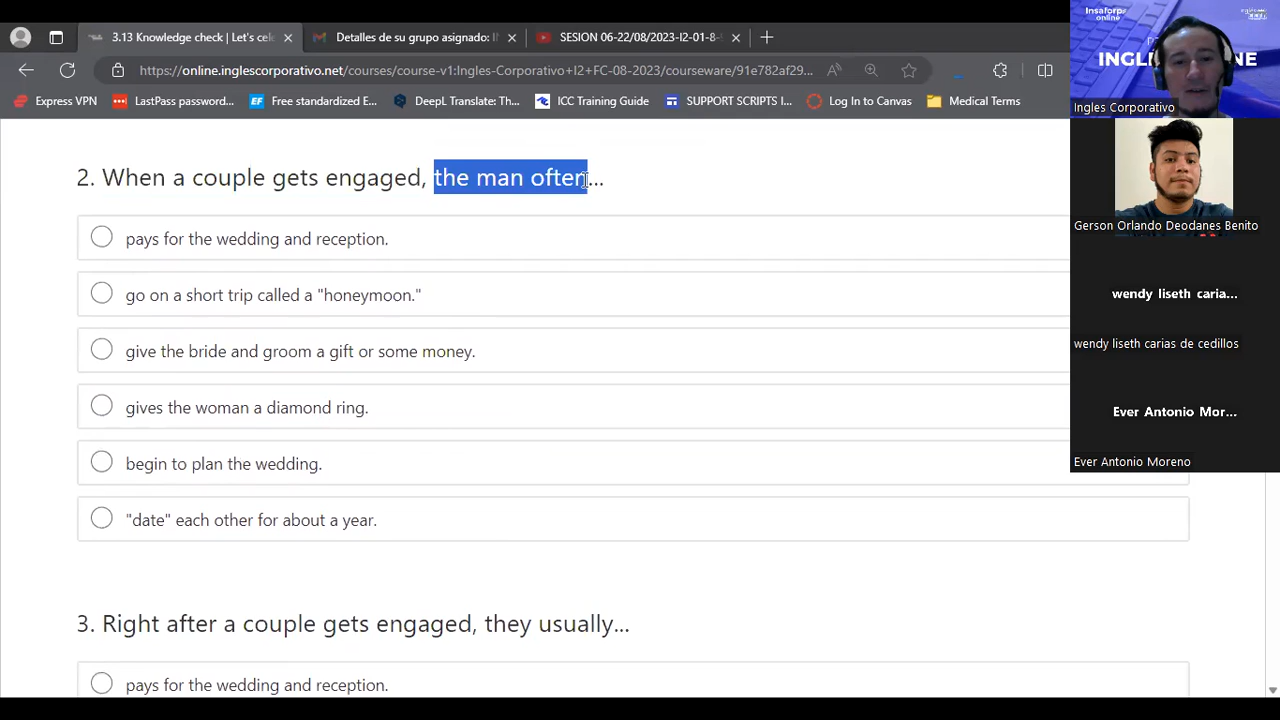 3.13 Knowledge check | Let's cel
Detalles de su grupo asignado: I
SESION 06-22/08/2023-I2-01-8-
https://online.inglescorporativo.net/courses/course-v1:Ingles-Corporativo+I2+FC-08-2023/courseware/91e782af29...
Express VPN
LastPass password...
Free standardized E...
DeepL Translate: Th...
ICC Training Guide
SUPPORT SCRIPTS I...
Log In to Canvas
Medical Terms
2. When a couple gets engaged, the man often...
pays for the wedding and reception.
go on a short trip called a "honeymoon."
give the bride and groom a gift or some money.
gives the woman a diamond ring.
begin to plan the wedding.
"date" each other for about a year.
3. Right after a couple gets engaged, they usually...
pays for the wedding and reception.
Insaforp
online
INGL
NE
Ingles Corporativo
Gerson Orlando Deodanes Benito
wendy liseth caria...
wendy liseth carias de cedillos
Ever Antonio Mor...
Ever Antonio Moreno